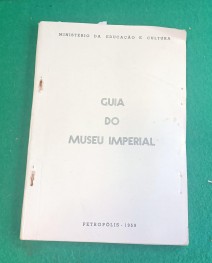 MINISTÉRIO DA EDUCAÇÃO E CULTURA
GUIA
DO
MUSEU IMPERIAL
PETRÓPOLIS -